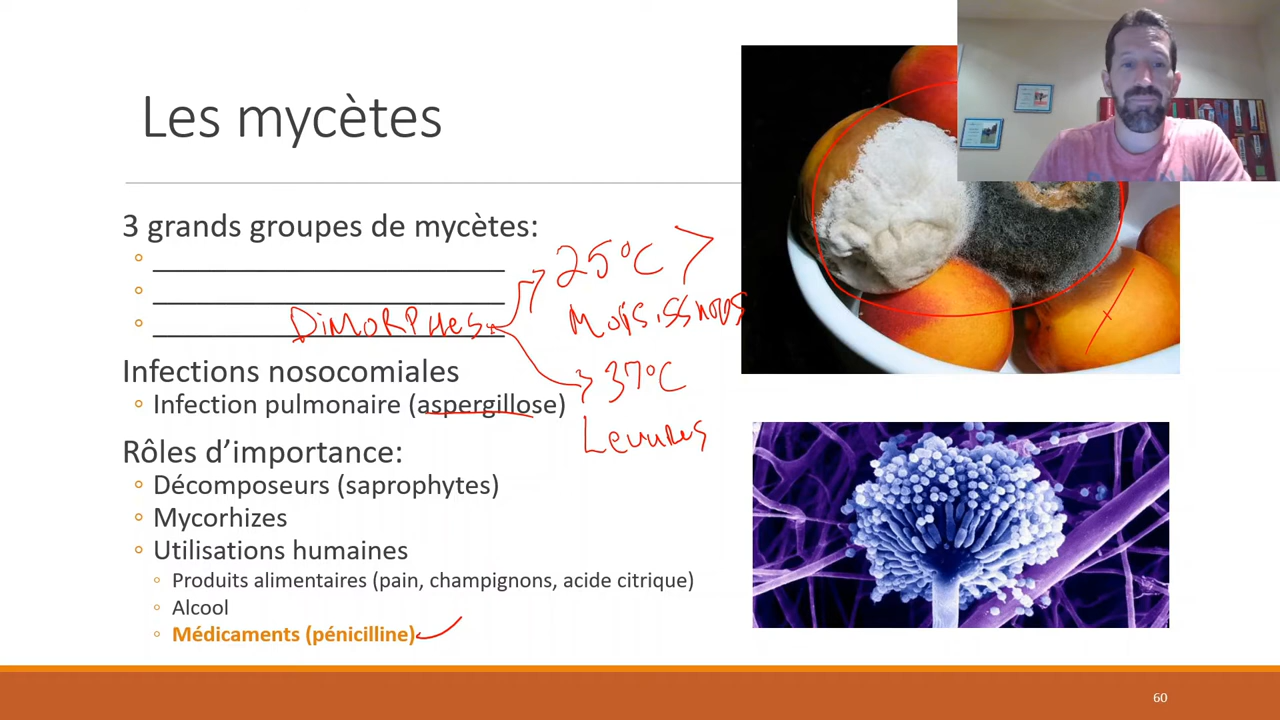 Les mycètes
3 grands groupes de mycètes:
25°C >
Moisissures
DiMORPHes
37°C
Levures
Infections nosocomiales
Infection pulmonaire (aspergillose)
Rôles d’importance:
Décomposeurs (saprophytes)
Mycorhizes
Utilisations humaines
Produits alimentaires (pain, champignons, acide citrique)
Alcool
Médicaments (pénicilline)
60